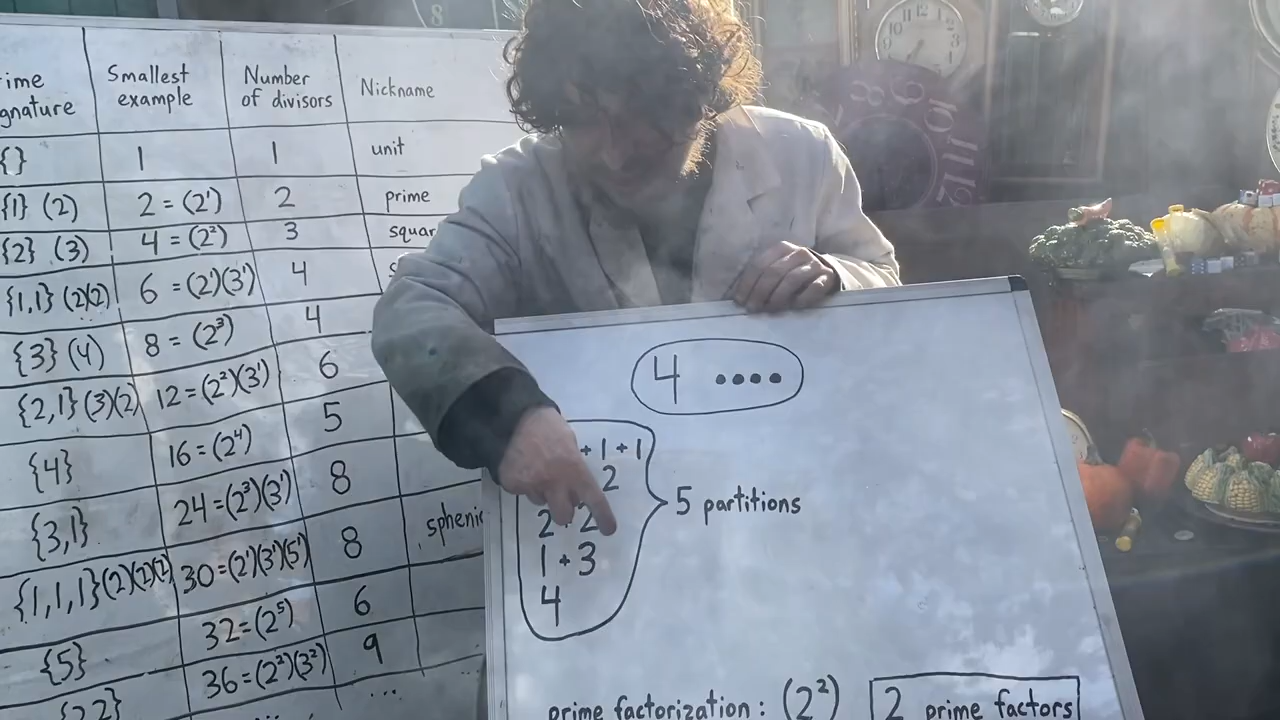 ime
gnature
Smallest
example
Number
of divisors
Nickname
{} 1 1 unit
{1} (2) 2 = (2¹) 2 prime
{2} (3) 4 = (2²) 3 squar
{1,1} (2)(2) 6 = (2¹)(3¹) 4
{3} (4) 8 = (2³) 4
{2,1} (3)(2) 12 = (2²)(3¹) 6
{4} 16 = (2⁴) 5
{3,1} 24 = (2³)(3¹) 8
{1,1,1} (2)(2)(2) 30 = (2¹)(3¹)(5¹) 8 sphenic
{5} 32 = (2⁵) 6
{2,2} 36 = (2²)(3²) 9
...
4 ••••
+1+1
2
2+2
1+3
4
5 partitions
prime factorization : (2²)
2 prime factors